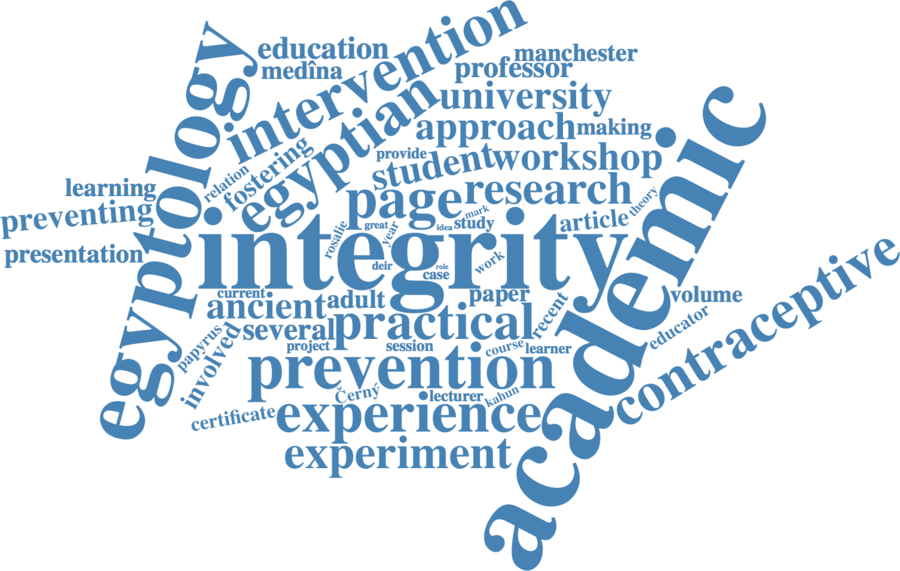 intervention
education
manchester
medîna
professor
egyptology
egyptian
university
approach
making
fostering
relation
provide
student
workshop
academic
learning
page
research
preventing
integrity
great
year
mark
idea
study
article
theory
rosalie
presentation
deir
role
case
work
contraceptive
current
ancient
adult
paper
recent
volume
several
practical
educator
papyrus
involved
project
session
course
learner
prevention
Černý
lecturer
kahun
certificate
experience
experiment